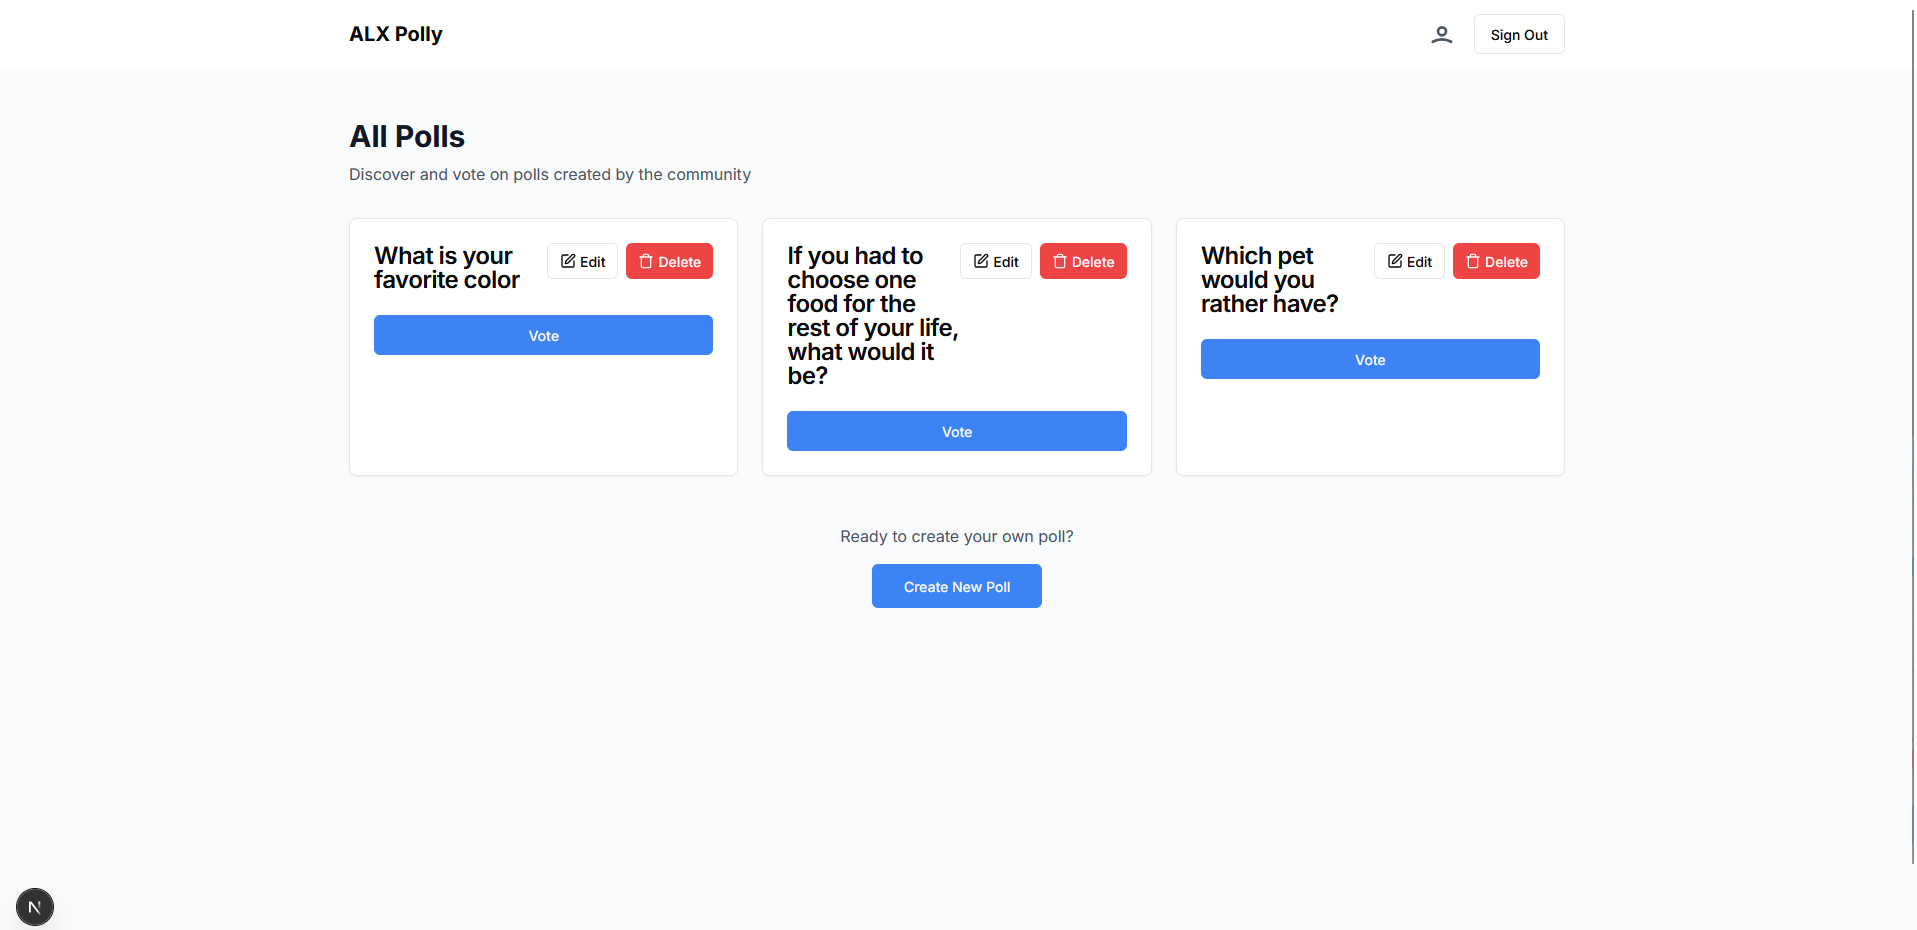 ALX Polly
Sign Out
All Polls
Discover and vote on polls created by the community
What is your
favorite color
Edit
Delete
Vote
If you had to
choose one
food for the
rest of your life,
what would it
be?
Edit
Delete
Vote
Which pet
would you
rather have?
Edit
Delete
Vote
Ready to create your own poll?
Create New Poll
N